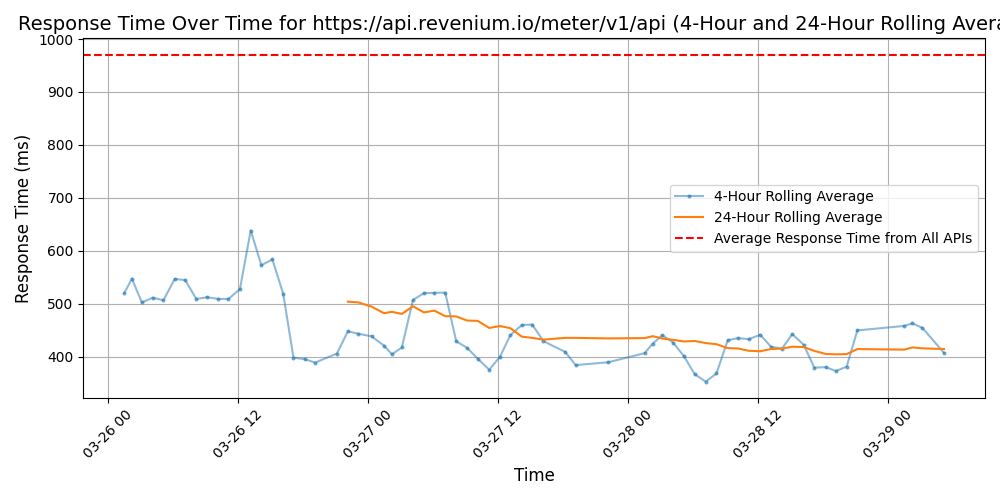 Response Time Over Time for https://api.revenium.io/meter/v1/api (4-Hour and 24-Hour Rolling Avera
1000
900
800
700
600
500
400
Response Time (ms)
4-Hour Rolling Average
24-Hour Rolling Average
Average Response Time from All APIs
03-26 00
03-26 12
03-27 00
03-27 12
03-28 00
03-28 12
03-29 00
Time